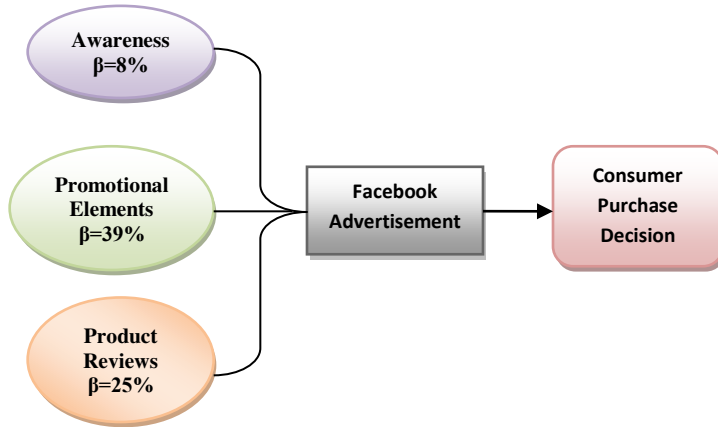 Awareness
β=8%
Promotional
Elements
β=39%
Product
Reviews
β=25%
Facebook
Advertisement
Consumer
Purchase
Decision